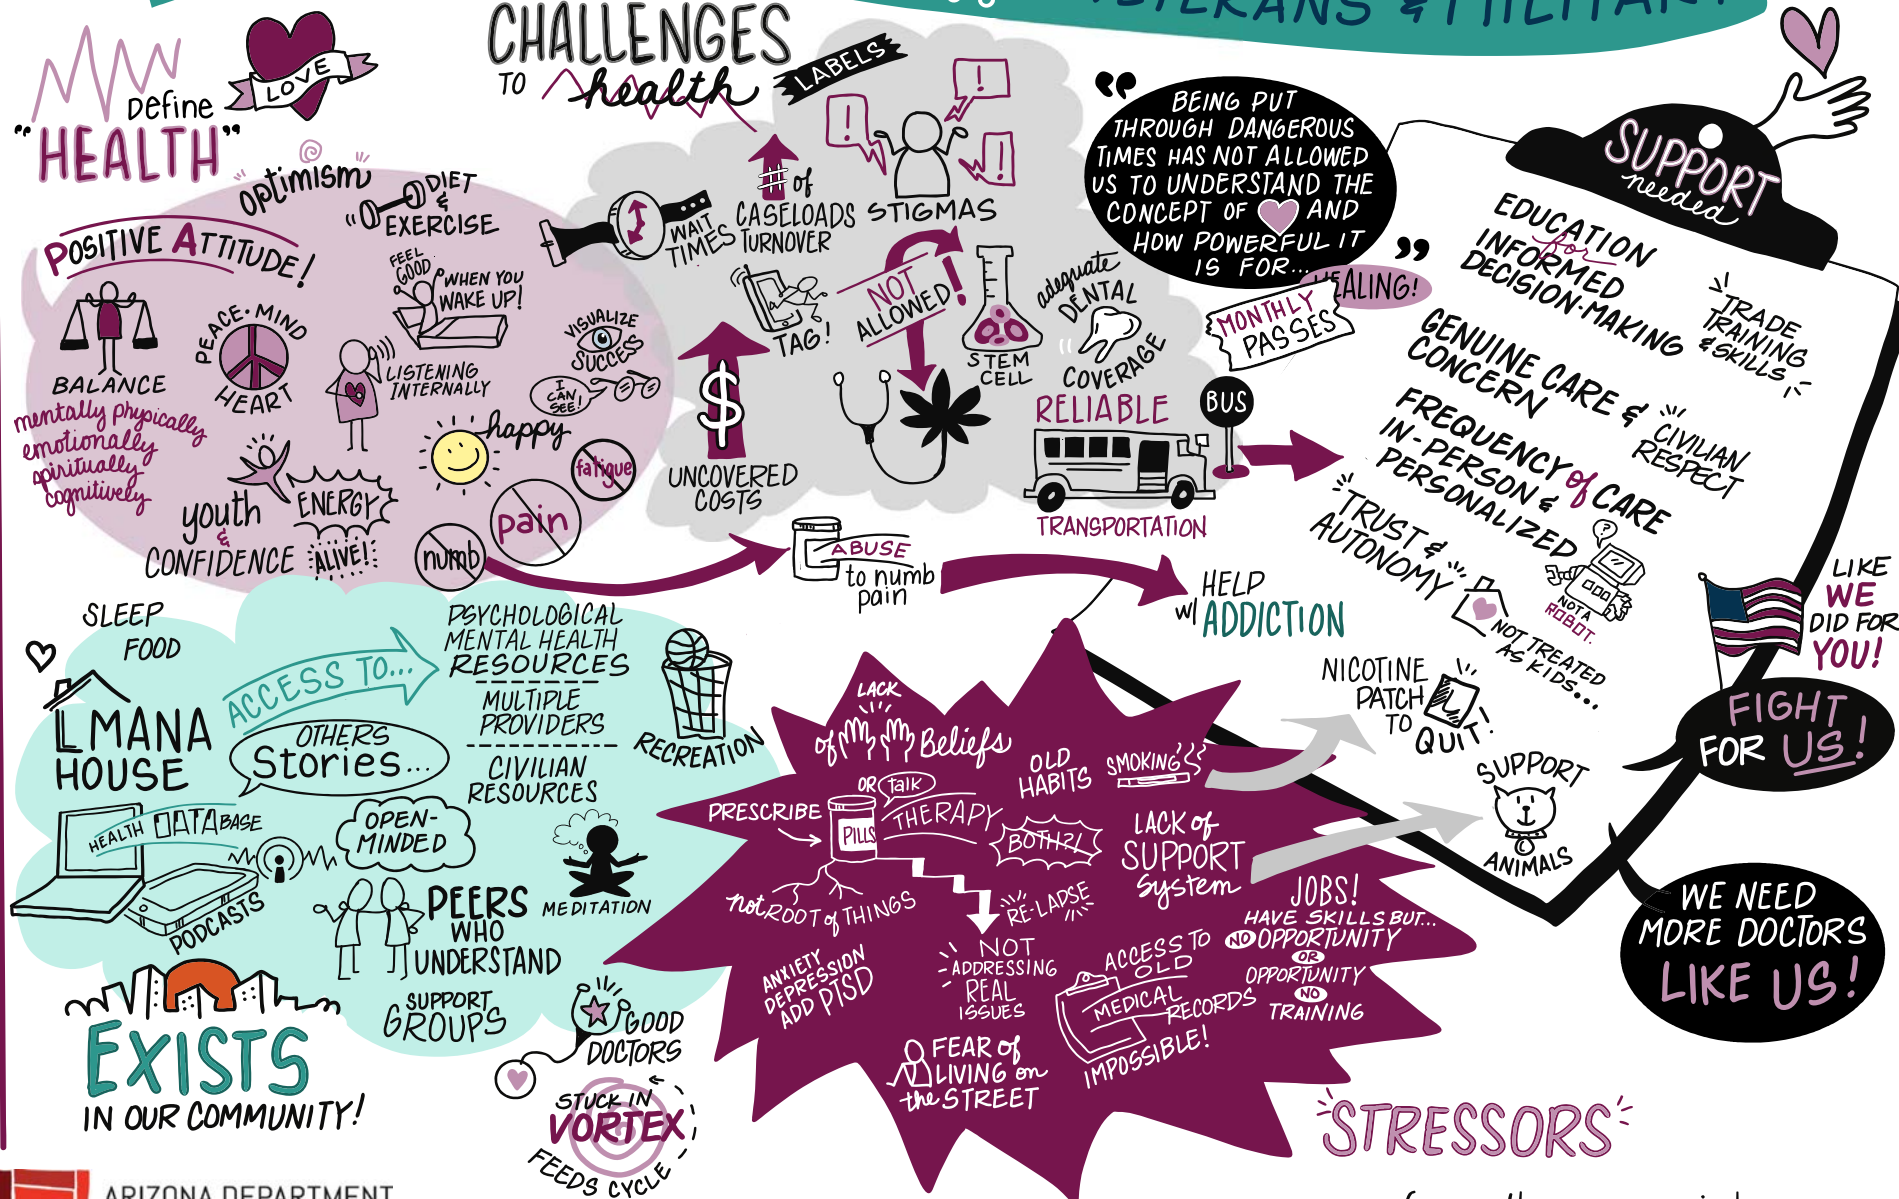 VETERANS & MILITARY
Define
"HEALTH"
LOVE
optimism
DIET
&
EXERCISE
POSITIVE ATTITUDE!
FEEL
GOOD
WHEN YOU
WAKE UP!
BALANCE
mentally physically
emotionally
spiritually
cognitively
PEACE·MIND
HEART
LISTENING
INTERNALLY
VISUALIZE
SUCCESS
I
CAN
SEE!
happy
youth
&
CONFIDENCE
ENERGY
ALIVE!
fatigue
pain
numb
CHALLENGES
TO health
LABELS
STIGMAS
WAIT
TIMES
# of
CASELOADS
TURNOVER
TAG!
NOT
ALLOWED!
STEM
CELL
adequate
DENTAL
COVERAGE
$
UNCOVERED
COSTS
RELIABLE
BUS
TRANSPORTATION
MONTHLY
PASSES
ABUSE
to numb
pain
HELP
w/ ADDICTION
"
BEING PUT
THROUGH DANGEROUS
TIMES HAS NOT ALLOWED
US TO UNDERSTAND THE
CONCEPT OF AND
HOW POWERFUL IT
IS FOR...
"
HEALING!
SUPPORT
needed
EDUCATION
for
INFORMED
DECISION-MAKING
TRADE
TRAINING
& SKILLS
GENUINE CARE &
CONCERN
CIVILIAN
RESPECT
FREQUENCY of CARE
IN-PERSON &
PERSONALIZED
TRUST &
AUTONOMY
?
NOT A
ROBOT.
NOT TREATED
AS KIDS...
NICOTINE
PATCH
TO
QUIT
SUPPORT
ANIMALS
LIKE
WE
DID FOR
YOU!
FIGHT
FOR US!
WE NEED
MORE DOCTORS
LIKE US!
SLEEP
FOOD
LMANA
HOUSE
ACCESS TO...
PSYCHOLOGICAL
MENTAL HEALTH
RESOURCES
MULTIPLE
PROVIDERS
CIVILIAN
RESOURCES
RECREATION
OTHERS
Stories...
HEALTH DATABASE
OPEN-
MINDED
PODCASTS
PEERS
WHO
UNDERSTAND
MEDITATION
SUPPORT
GROUPS
GOOD
DOCTORS
EXISTS
IN OUR COMMUNITY!
STUCK IN
VORTEX
FEEDS CYCLE
LACK
of Beliefs
PRESCRIBE
PILLS
OR talk
THERAPY
BOTH?!
not ROOT of THINGS
OLD
HABITS
SMOKING
LACK of
SUPPORT
System
RE-LAPSE
NOT
ADDRESSING
REAL
ISSUES
ANXIETY
DEPRESSION
ADD PTSD
ACCESS TO
OLD
MEDICAL
RECORDS
IMPOSSIBLE!
JOBS!
HAVE SKILLS BUT...
NO OPPORTUNITY
OR
OPPORTUNITY
NO
TRAINING
FEAR of
LIVING on
the STREET
STRESSORS
ARIZONA DEPARTMENT